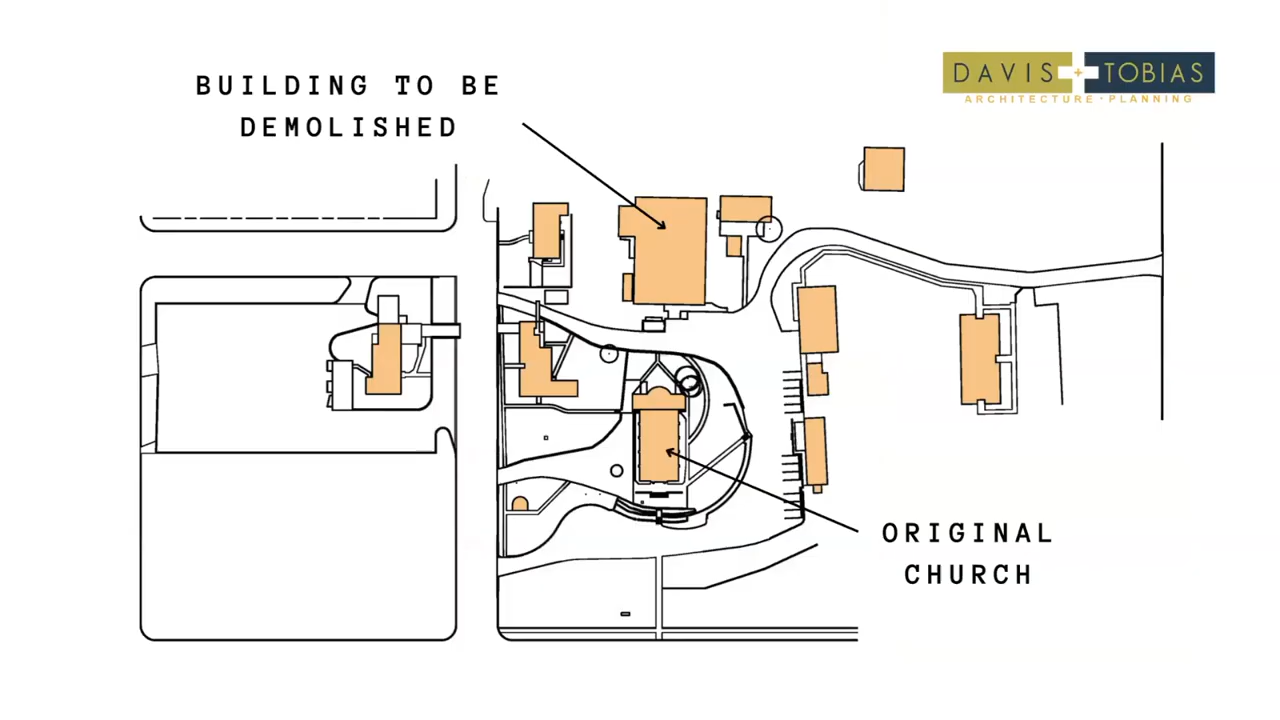 BUILDING TO BE
DEMOLISHED
DAVIS + TOBIAS
ARCHITECTURE · PLANNING
ORIGINAL
CHURCH